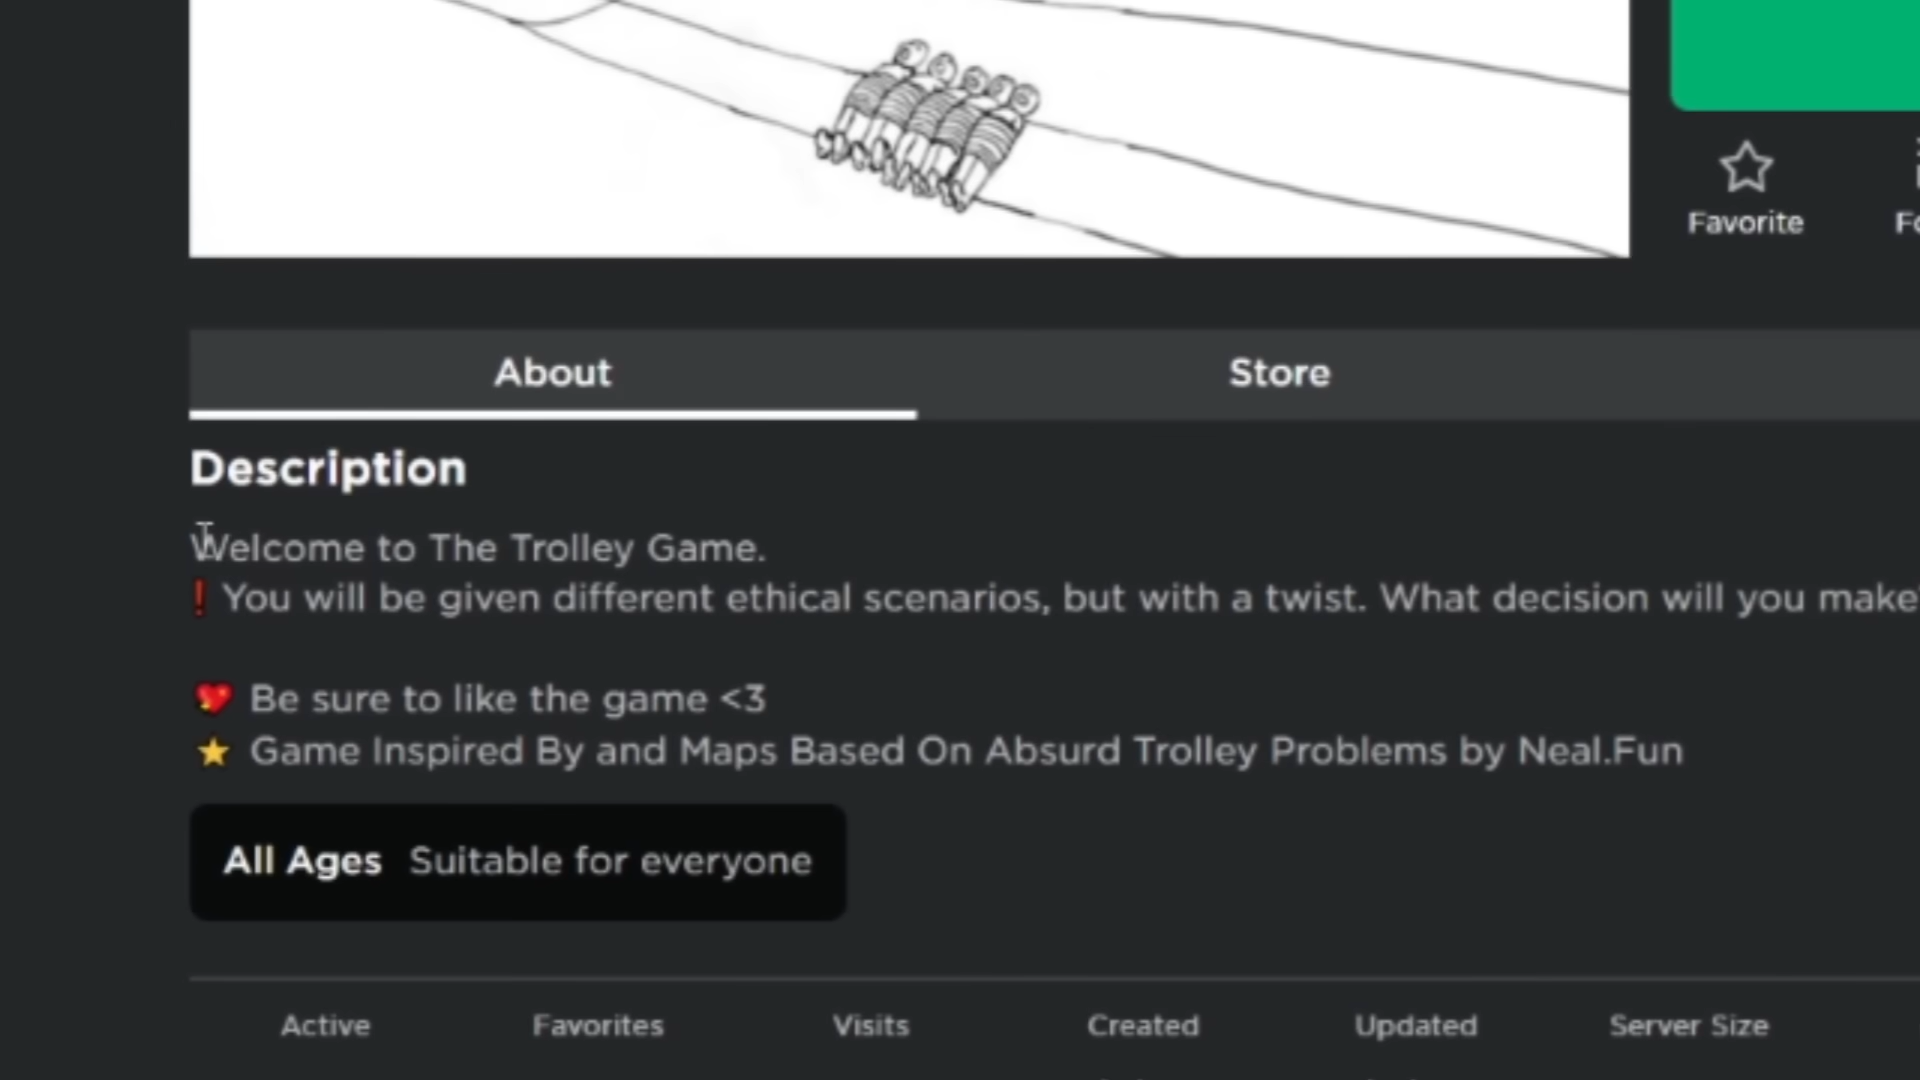 Favorite
About
Store
Description
Welcome to The Trolley Game.
❗ You will be given different ethical scenarios, but with a twist. What decision will you make
💖 Be sure to like the game <3
⭐ Game Inspired By and Maps Based On Absurd Trolley Problems by Neal.Fun
All Ages Suitable for everyone
Active Favorites Visits Created Updated Server Size